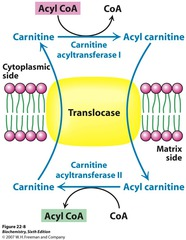 Acyl CoA CoA
Carnitine Acyl carnitine
Carnitine
acyltransferase I
Cytoplasmic
side
Translocase
Matrix
side
Carnitine
acyltransferase II
Carnitine Acyl carnitine
Acyl CoA CoA
Figure 22-8
Biochemistry, Sixth Edition
© 2007 W. H. Freeman and Company